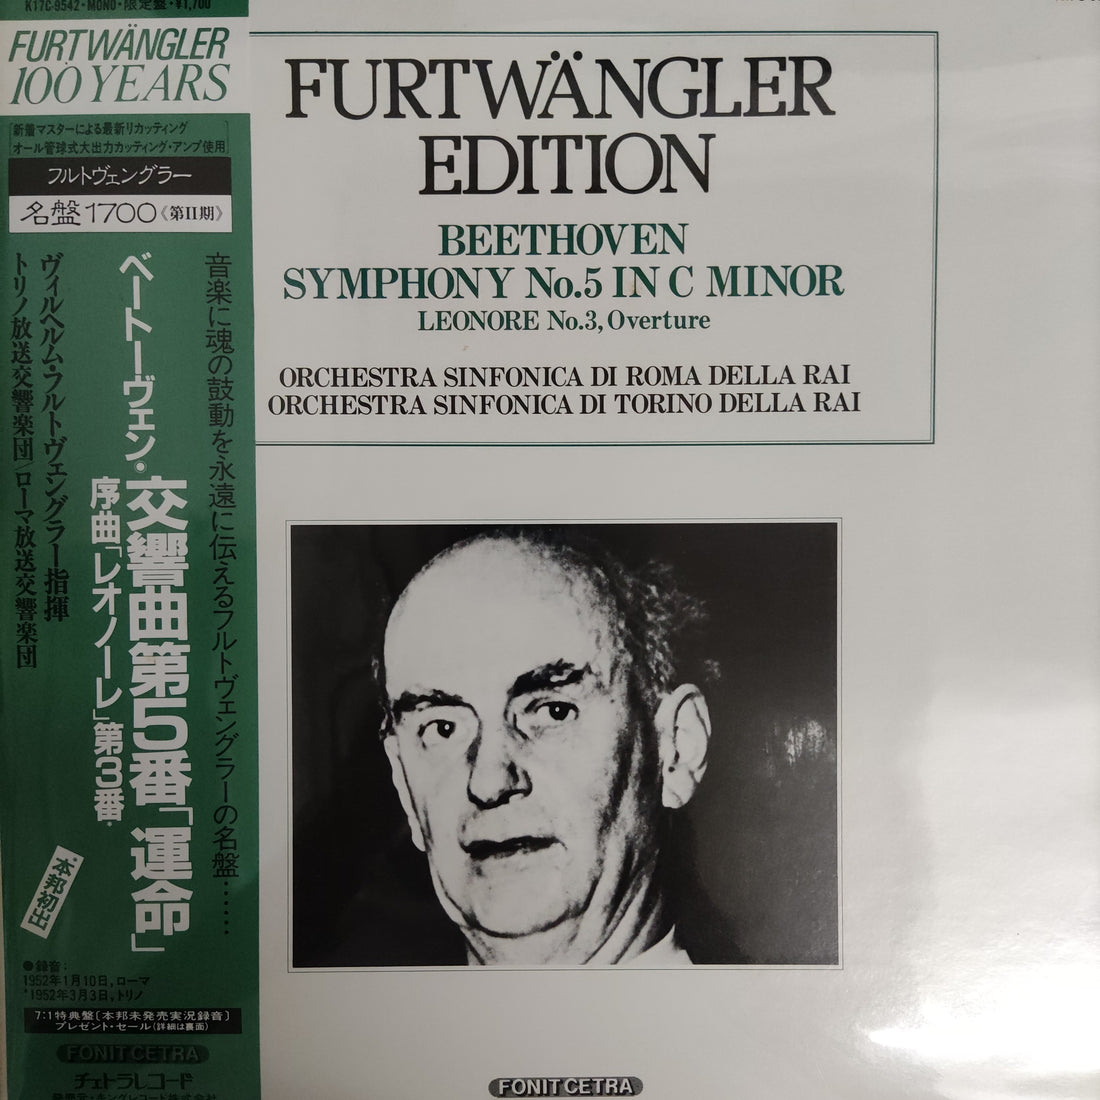 K17C-9542・MONO・限定盤・¥1,700
FURTWÄNGLER
100 YEARS
新着マスターによる最新リカッティング
オール管球式大出力カッティング・アンプ使用
フルトヴェングラー
名盤1700《第II期》
音楽に魂の鼓動を永遠に伝えるフルトヴェングラーの名盤……
ベートーヴェン・交響曲第5番「運命」
序曲「レオノーレ」第3番・
ヴィルヘルム・フルトヴェングラー指揮
トリノ放送交響楽団/ローマ放送交響楽団
・本邦初出
●録音:
1952年1月10日,ローマ
・1952年3月3日,トリノ
7:1特典盤〔本邦未発売実況録音〕
プレゼント・セール(詳細は裏面)
FONIT CETRA
チェトラレコード
FURTWÄNGLER
EDITION
BEETHOVEN
SYMPHONY No.5 IN C MINOR
LEONORE No.3, Overture
ORCHESTRA SINFONICA DI ROMA DELLA RAI
ORCHESTRA SINFONICA DI TORINO DELLA RAI
FONIT CETRA